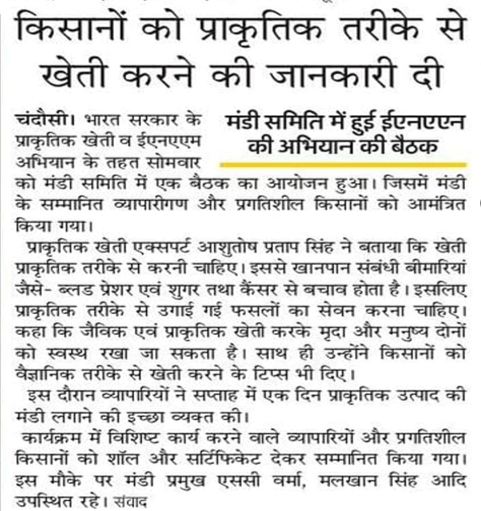 किसानों को प्राकृतिक तरीके से
खेती करने की जानकारी दी
मंडी समिति में हुई ईएनएएन
की अभियान की बैठक
चंदौसी। भारत सरकार के
प्राकृतिक खेती व ईएनएएम
अभियान के तहत सोमवार
को मंडी समिति में एक बैठक का आयोजन हुआ। जिसमें मंडी
के सम्मानित व्यापारीगण और प्रगतिशील किसानों को आमंत्रित
किया गया।
प्राकृतिक खेती एक्सपर्ट आशुतोष प्रताप सिंह ने बताया कि खेती
प्राकृतिक तरीके से करनी चाहिए। इससे खानपान संबंधी बीमारियां
जैसे- ब्लड प्रेशर एवं शुगर तथा कैंसर से बचाव होता है। इसलिए
प्राकृतिक तरीके से उगाई गई फसलों का सेवन करना चाहिए।
कहा कि जैविक एवं प्राकृतिक खेती करके मृदा और मनुष्य दोनों
को स्वस्थ रखा जा सकता है। साथ ही उन्होंने किसानों को
वैज्ञानिक तरीके से खेती करने के टिप्स भी दिए।
इस दौरान व्यापारियों ने सप्ताह में एक दिन प्राकृतिक उत्पाद की
मंडी लगाने की इच्छा व्यक्त की।
कार्यक्रम में विशिष्ट कार्य करने वाले व्यापारियों और प्रगतिशील
किसानों को शॉल और सर्टिफिकेट देकर सम्मानित किया गया।
इस मौके पर मंडी प्रमुख एससी वर्मा, मलखान सिंह आदि
उपस्थित रहे। संवाद